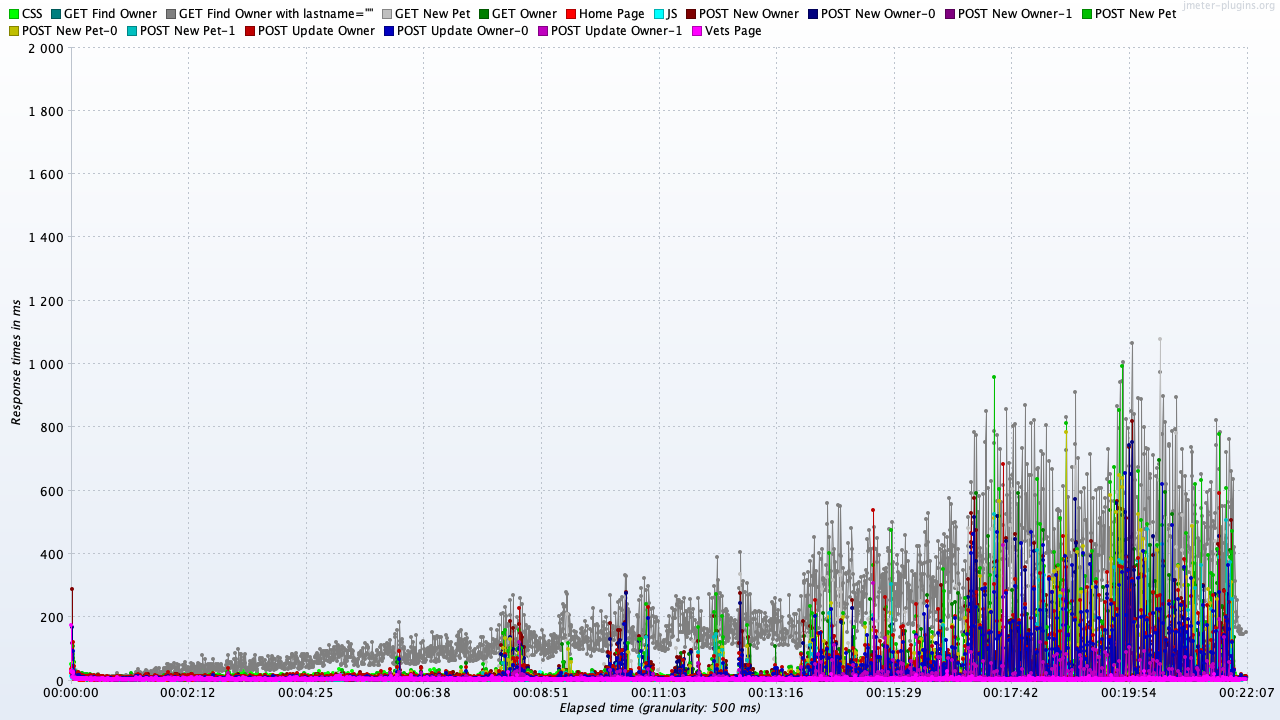 jmeter-plugins.org
CSS GET Find Owner GET Find Owner with lastname="" GET New Pet GET Owner Home Page JS POST New Owner POST New Owner-0 POST New Owner-1 POST New Pet
POST New Pet-0 POST New Pet-1 POST Update Owner POST Update Owner-0 POST Update Owner-1 Vets Page
2 000
1 800
1 600
1 400
1 200
1 000
800
600
400
200
0
Response times in ms
00:00:00 00:02:12 00:04:25 00:06:38 00:08:51 00:11:03 00:13:16 00:15:29 00:17:42 00:19:54 00:22:07
Elapsed time (granularity: 500 ms)